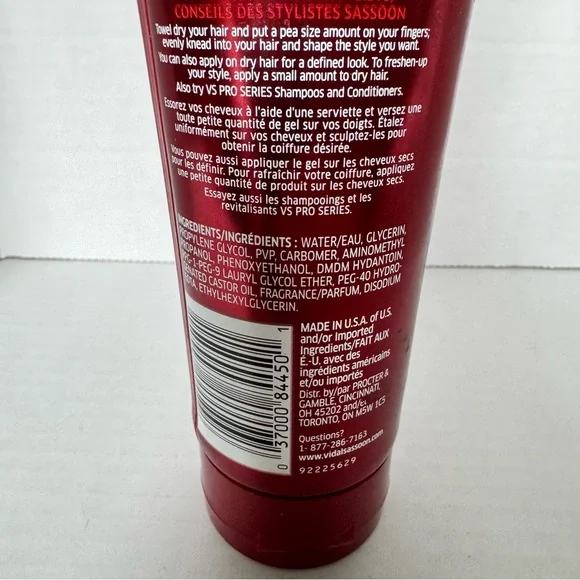 CONSEILS DES STYLISTES SASSOON
Towel dry your hair and put a pea size amount on your fingers;
evenly knead into your hair and shape the style you want.
You can also apply on dry hair for a defined look. To freshen-up
your style, apply a small amount to dry hair.
Also try VS PRO SERIES Shampoos and Conditioners.
Essorez vos cheveux à l'aide d'une serviette et versez une
toute petite quantité de gel sur vos doigts. Étalez
uniformément sur vos cheveux et sculptez-les pour
obtenir la coiffure désirée.
Vous pouvez aussi appliquer le gel sur les cheveux secs
pour les définir. Pour rafraîchir votre coiffure, appliquez
une petite quantité de produit sur les cheveux secs.
Essayez aussi les shampooings et les
revitalisants VS PRO SERIES.
INGREDIENTS/INGRÉDIENTS : WATER/EAU, GLYCERIN,
PROPYLENE GLYCOL, PVP, CARBOMER, AMINOMETHYL
PROPANOL, PHENOXYETHANOL, DMDM HYDANTOIN,
PPG-1-PEG-9 LAURYL GLYCOL ETHER, PEG-40 HYDRO-
GENATED CASTOR OIL, FRAGRANCE/PARFUM, DISODIUM
EDTA, ETHYLHEXYLGLYCERIN.
MADE IN U.S.A. of U.S.
and/or Imported
Ingredients/FAIT AUX
É.-U. avec des
ingrédients américains
et/ou importés
Distr. by/par PROCTER &
GAMBLE, CINCINNATI,
OH 45202 and/et
TORONTO, ON M5W 1C5
Questions?
1- 877-286-7163
www.vidalsassoon.com
92225629
0 37000 84450 1